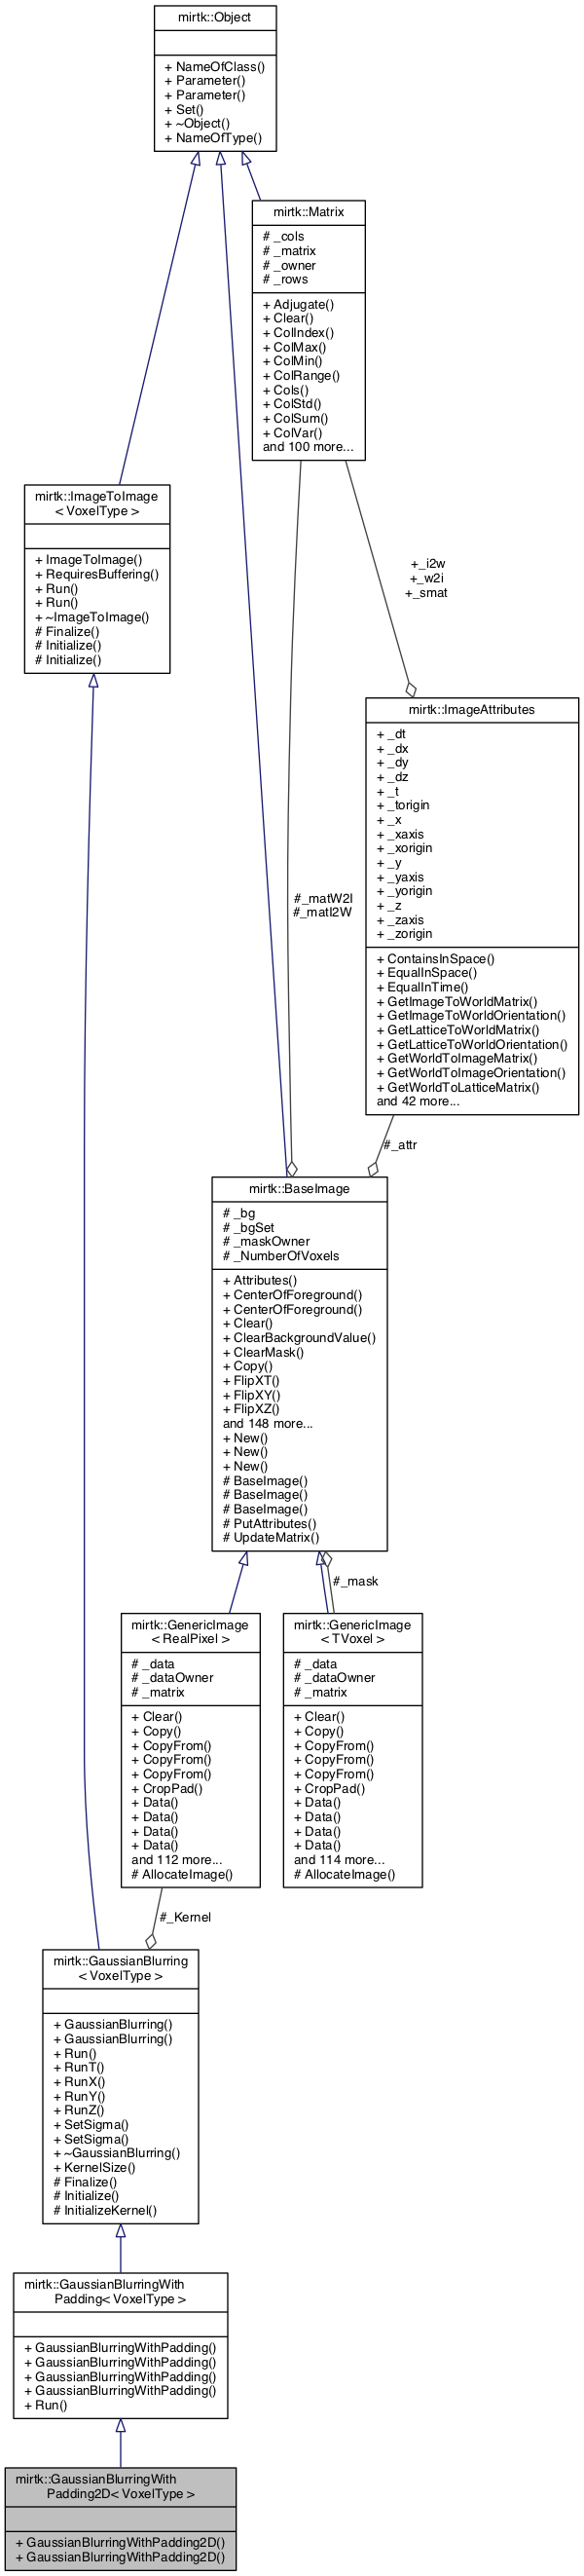 mirtk::Object
+ NameOfClass()
+ Parameter()
+ Parameter()
+ Set()
+ ~Object()
+ NameOfType()
mirtk::Matrix
# _cols
# _matrix
# _owner
# _rows
+ Adjugate()
+ Clear()
+ ColIndex()
+ ColMax()
+ ColMin()
+ ColRange()
+ Cols()
+ ColStd()
+ ColSum()
+ ColVar()
and 100 more...
mirtk::ImageToImage
< VoxelType >
+ ImageToImage()
+ RequiresBuffering()
+ Run()
+ Run()
+ ~ImageToImage()
# Finalize()
# Initialize()
# Initialize()
+_i2w
+_w2i
+_smat
mirtk::ImageAttributes
+ _dt
+ _dx
+ _dy
+ _dz
+ _t
+ _torigin
+ _x
+ _xaxis
+ _xorigin
+ _y
+ _yaxis
+ _yorigin
+ _z
+ _zaxis
+ _zorigin
+ ContainsInSpace()
+ EqualInSpace()
+ EqualInTime()
+ GetImageToWorldMatrix()
+ GetImageToWorldOrientation()
+ GetLatticeToWorldMatrix()
+ GetLatticeToWorldOrientation()
+ GetWorldToImageMatrix()
+ GetWorldToImageOrientation()
+ GetWorldToLatticeMatrix()
and 42 more...
#_matW2I
#_matI2W
#_attr
mirtk::BaseImage
# _bg
# _bgSet
# _maskOwner
# _NumberOfVoxels
+ Attributes()
+ CenterOfForeground()
+ CenterOfForeground()
+ Clear()
+ ClearBackgroundValue()
+ ClearMask()
+ Copy()
+ FlipXT()
+ FlipXY()
+ FlipXZ()
and 148 more...
+ New()
+ New()
+ New()
# BaseImage()
# BaseImage()
# BaseImage()
# PutAttributes()
# UpdateMatrix()
#_mask
mirtk::GenericImage
< RealPixel >
# _data
# _dataOwner
# _matrix
+ Clear()
+ Copy()
+ CopyFrom()
+ CopyFrom()
+ CopyFrom()
+ CropPad()
+ Data()
+ Data()
+ Data()
+ Data()
and 112 more...
# AllocateImage()
mirtk::GenericImage
< TVoxel >
# _data
# _dataOwner
# _matrix
+ Clear()
+ Copy()
+ CopyFrom()
+ CopyFrom()
+ CopyFrom()
+ CropPad()
+ Data()
+ Data()
+ Data()
+ Data()
and 114 more...
# AllocateImage()
#_Kernel
mirtk::GaussianBlurring
< VoxelType >
+ GaussianBlurring()
+ GaussianBlurring()
+ Run()
+ RunT()
+ RunX()
+ RunY()
+ RunZ()
+ SetSigma()
+ SetSigma()
+ ~GaussianBlurring()
+ KernelSize()
# Finalize()
# Initialize()
# InitializeKernel()
mirtk::GaussianBlurringWith
Padding< VoxelType >
+ GaussianBlurringWithPadding()
+ GaussianBlurringWithPadding()
+ GaussianBlurringWithPadding()
+ GaussianBlurringWithPadding()
+ Run()
mirtk::GaussianBlurringWith
Padding2D< VoxelType >
+ GaussianBlurringWithPadding2D()
+ GaussianBlurringWithPadding2D()